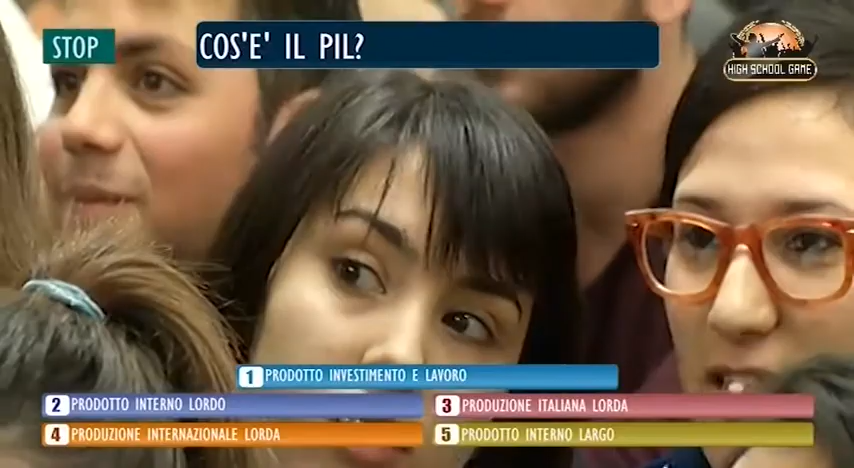 STOP
COS'E' IL PIL?
HIGH SCHOOL GAME
1 PRODOTTO INVESTIMENTO E LAVORO
2 PRODOTTO INTERNO LORDO
3 PRODUZIONE ITALIANA LORDA
4 PRODUZIONE INTERNAZIONALE LORDA
5 PRODOTTO INTERNO LARGO